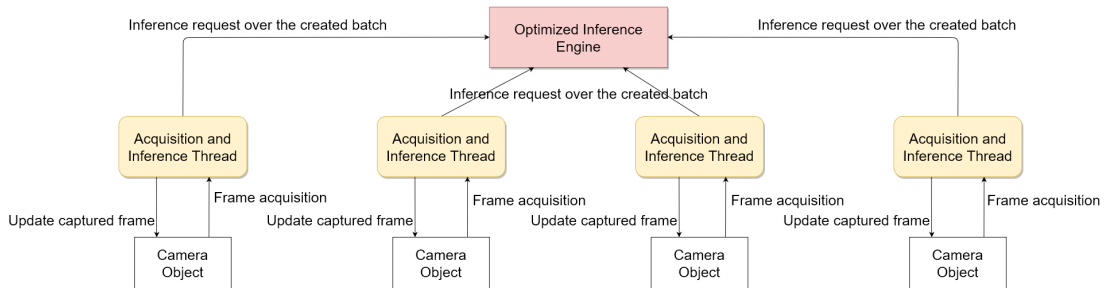 Inference request over the created batch
Optimized Inference
Engine
Inference request over the created batch
Inference request over the created batch
Acquisition and
Inference Thread
Acquisition and
Inference Thread
Acquisition and
Inference Thread
Acquisition and
Inference Thread
Frame acquisition
Frame acquisition
Frame acquisition
Frame acquisition
Update captured frame
Update captured frame
Update captured frame
Update captured frame
Camera
Object
Camera
Object
Camera
Object
Camera
Object